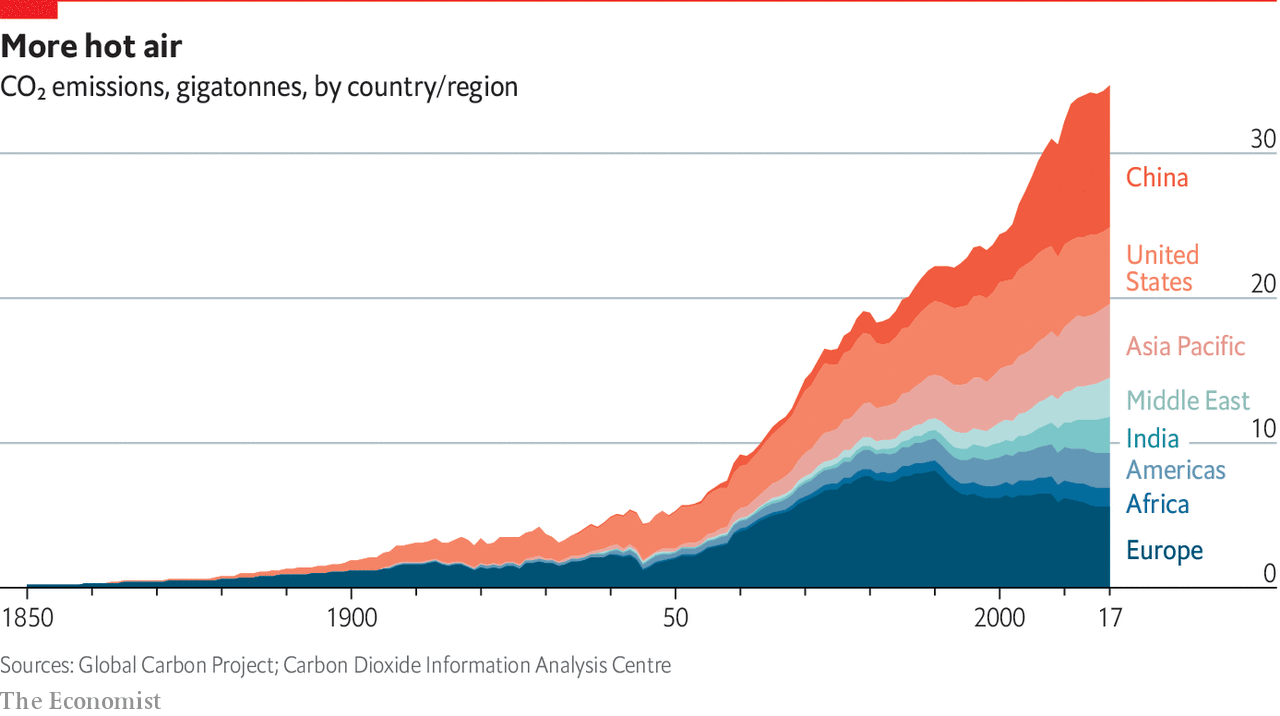 More hot air
CO₂ emissions, gigatonnes, by country/region
30
China
United
States
20
Asia Pacific
Middle East
India
10
Americas
Africa
Europe
0
1850
1900
50
2000
17
Sources: Global Carbon Project; Carbon Dioxide Information Analysis Centre
The Economist